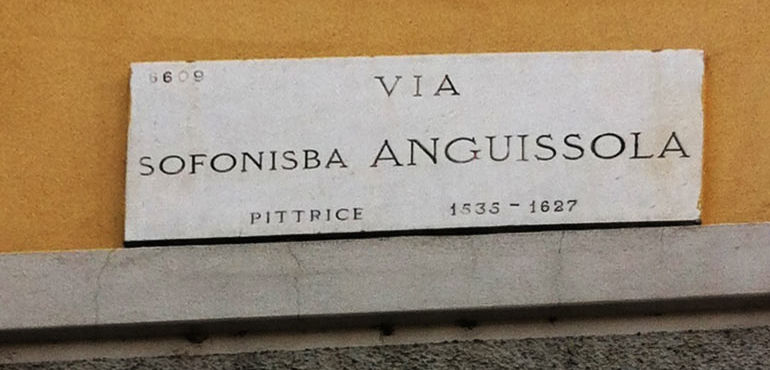 6609
VIA
SOFONISBA ANGUISSOLA
PITTRICE 1535-1627